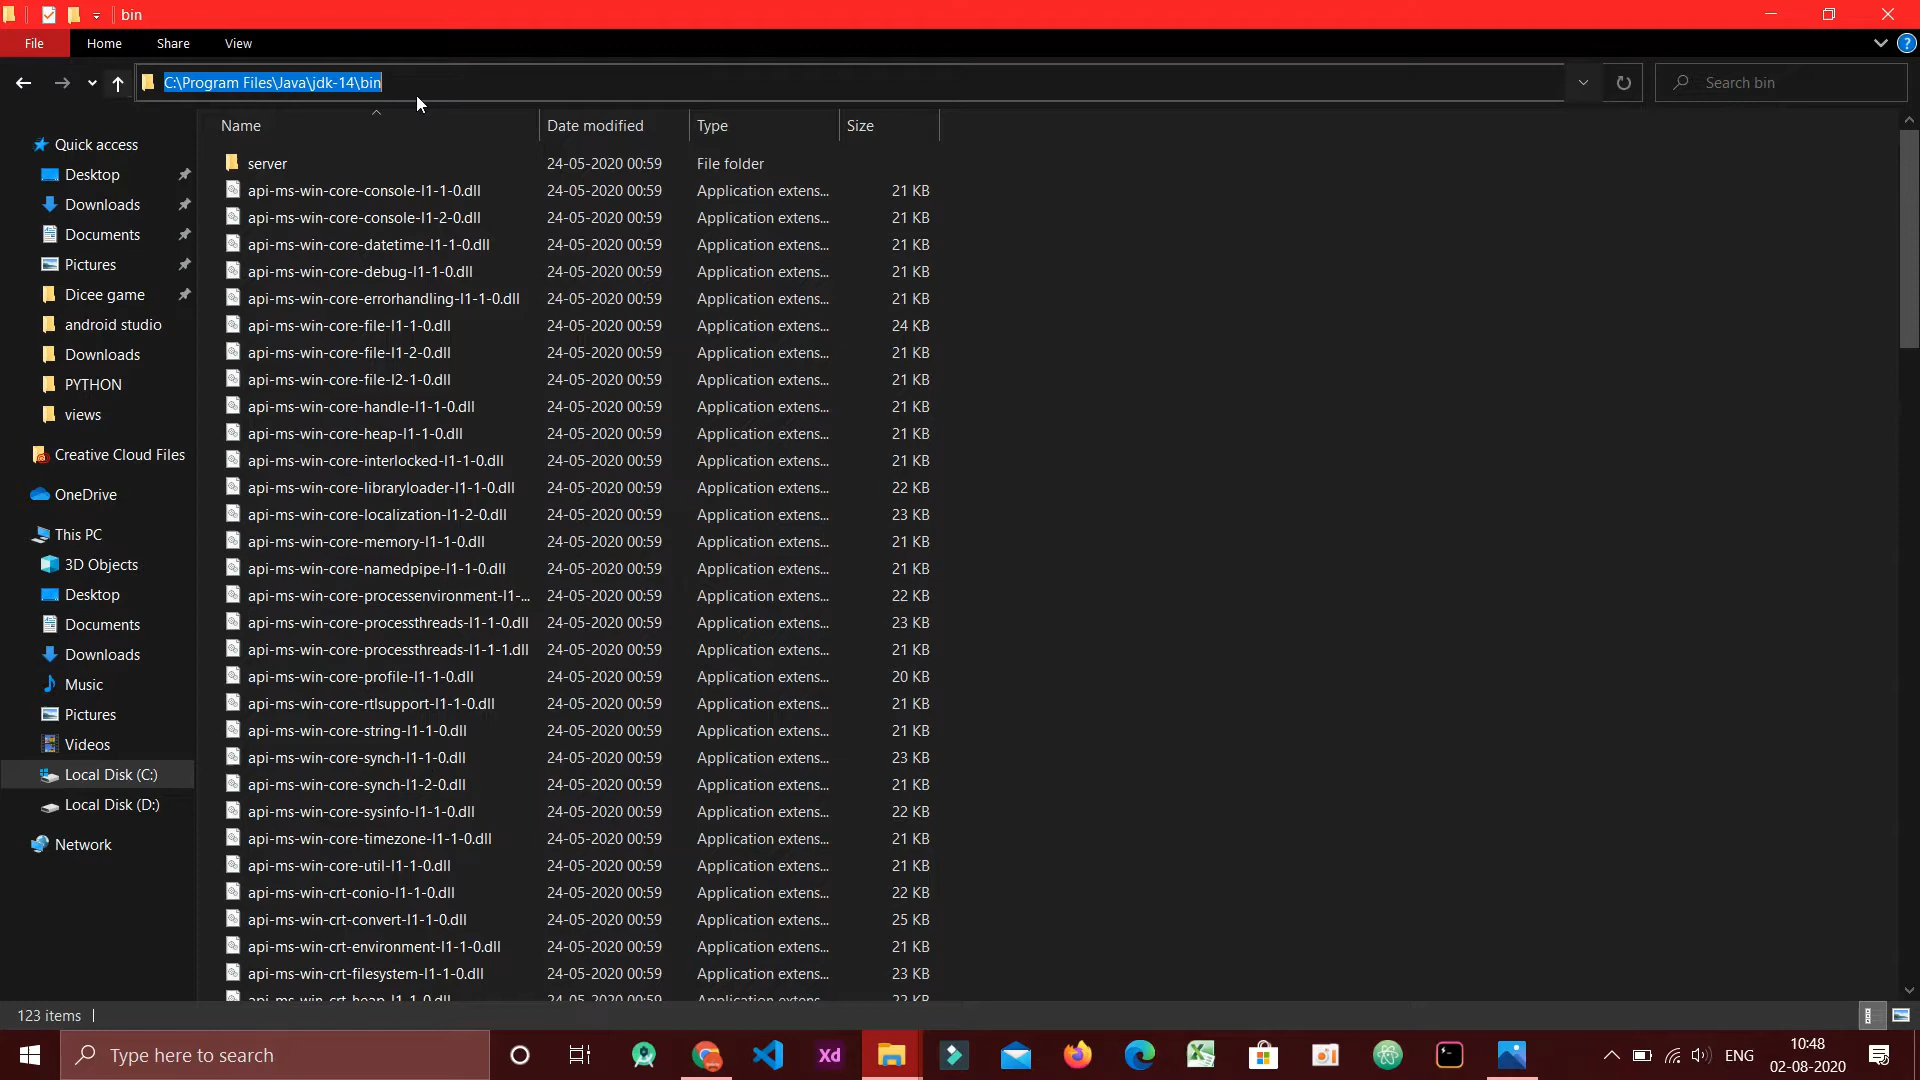 bin
File Home Share View
C:\Program Files\Java\jdk-14\bin Search bin
Name Date modified Type Size
Quick access
Desktop
Downloads
Documents
Pictures
Dicee game
android studio
Downloads
PYTHON
views
Creative Cloud Files
OneDrive
This PC
3D Objects
Desktop
Documents
Downloads
Music
Pictures
Videos
Local Disk (C:)
Local Disk (D:)
Network
server 24-05-2020 00:59 File folder
api-ms-win-core-console-l1-1-0.dll 24-05-2020 00:59 Application extens... 21 KB
api-ms-win-core-console-l1-2-0.dll 24-05-2020 00:59 Application extens... 21 KB
api-ms-win-core-datetime-l1-1-0.dll 24-05-2020 00:59 Application extens... 21 KB
api-ms-win-core-debug-l1-1-0.dll 24-05-2020 00:59 Application extens... 21 KB
api-ms-win-core-errorhandling-l1-1-0.dll 24-05-2020 00:59 Application extens... 21 KB
api-ms-win-core-file-l1-1-0.dll 24-05-2020 00:59 Application extens... 24 KB
api-ms-win-core-file-l1-2-0.dll 24-05-2020 00:59 Application extens... 21 KB
api-ms-win-core-file-l2-1-0.dll 24-05-2020 00:59 Application extens... 21 KB
api-ms-win-core-handle-l1-1-0.dll 24-05-2020 00:59 Application extens... 21 KB
api-ms-win-core-heap-l1-1-0.dll 24-05-2020 00:59 Application extens... 21 KB
api-ms-win-core-interlocked-l1-1-0.dll 24-05-2020 00:59 Application extens... 21 KB
api-ms-win-core-libraryloader-l1-1-0.dll 24-05-2020 00:59 Application extens... 22 KB
api-ms-win-core-localization-l1-2-0.dll 24-05-2020 00:59 Application extens... 23 KB
api-ms-win-core-memory-l1-1-0.dll 24-05-2020 00:59 Application extens... 21 KB
api-ms-win-core-namedpipe-l1-1-0.dll 24-05-2020 00:59 Application extens... 21 KB
api-ms-win-core-processenvironment-l1-... 24-05-2020 00:59 Application extens... 22 KB
api-ms-win-core-processthreads-l1-1-0.dll 24-05-2020 00:59 Application extens... 23 KB
api-ms-win-core-processthreads-l1-1-1.dll 24-05-2020 00:59 Application extens... 21 KB
api-ms-win-core-profile-l1-1-0.dll 24-05-2020 00:59 Application extens... 20 KB
api-ms-win-core-rtlsupport-l1-1-0.dll 24-05-2020 00:59 Application extens... 21 KB
api-ms-win-core-string-l1-1-0.dll 24-05-2020 00:59 Application extens... 21 KB
api-ms-win-core-synch-l1-1-0.dll 24-05-2020 00:59 Application extens... 23 KB
api-ms-win-core-synch-l1-2-0.dll 24-05-2020 00:59 Application extens... 21 KB
api-ms-win-core-sysinfo-l1-1-0.dll 24-05-2020 00:59 Application extens... 22 KB
api-ms-win-core-timezone-l1-1-0.dll 24-05-2020 00:59 Application extens... 21 KB
api-ms-win-core-util-l1-1-0.dll 24-05-2020 00:59 Application extens... 21 KB
api-ms-win-crt-conio-l1-1-0.dll 24-05-2020 00:59 Application extens... 22 KB
api-ms-win-crt-convert-l1-1-0.dll 24-05-2020 00:59 Application extens... 25 KB
api-ms-win-crt-environment-l1-1-0.dll 24-05-2020 00:59 Application extens... 21 KB
api-ms-win-crt-filesystem-l1-1-0.dll 24-05-2020 00:59 Application extens... 23 KB
api-ms-win-crt-heap-l1-1-0.dll 24-05-2020 00:59 Application extens... 22 KB
123 items
Type here to search Xd ENG 10:48
02-08-2020